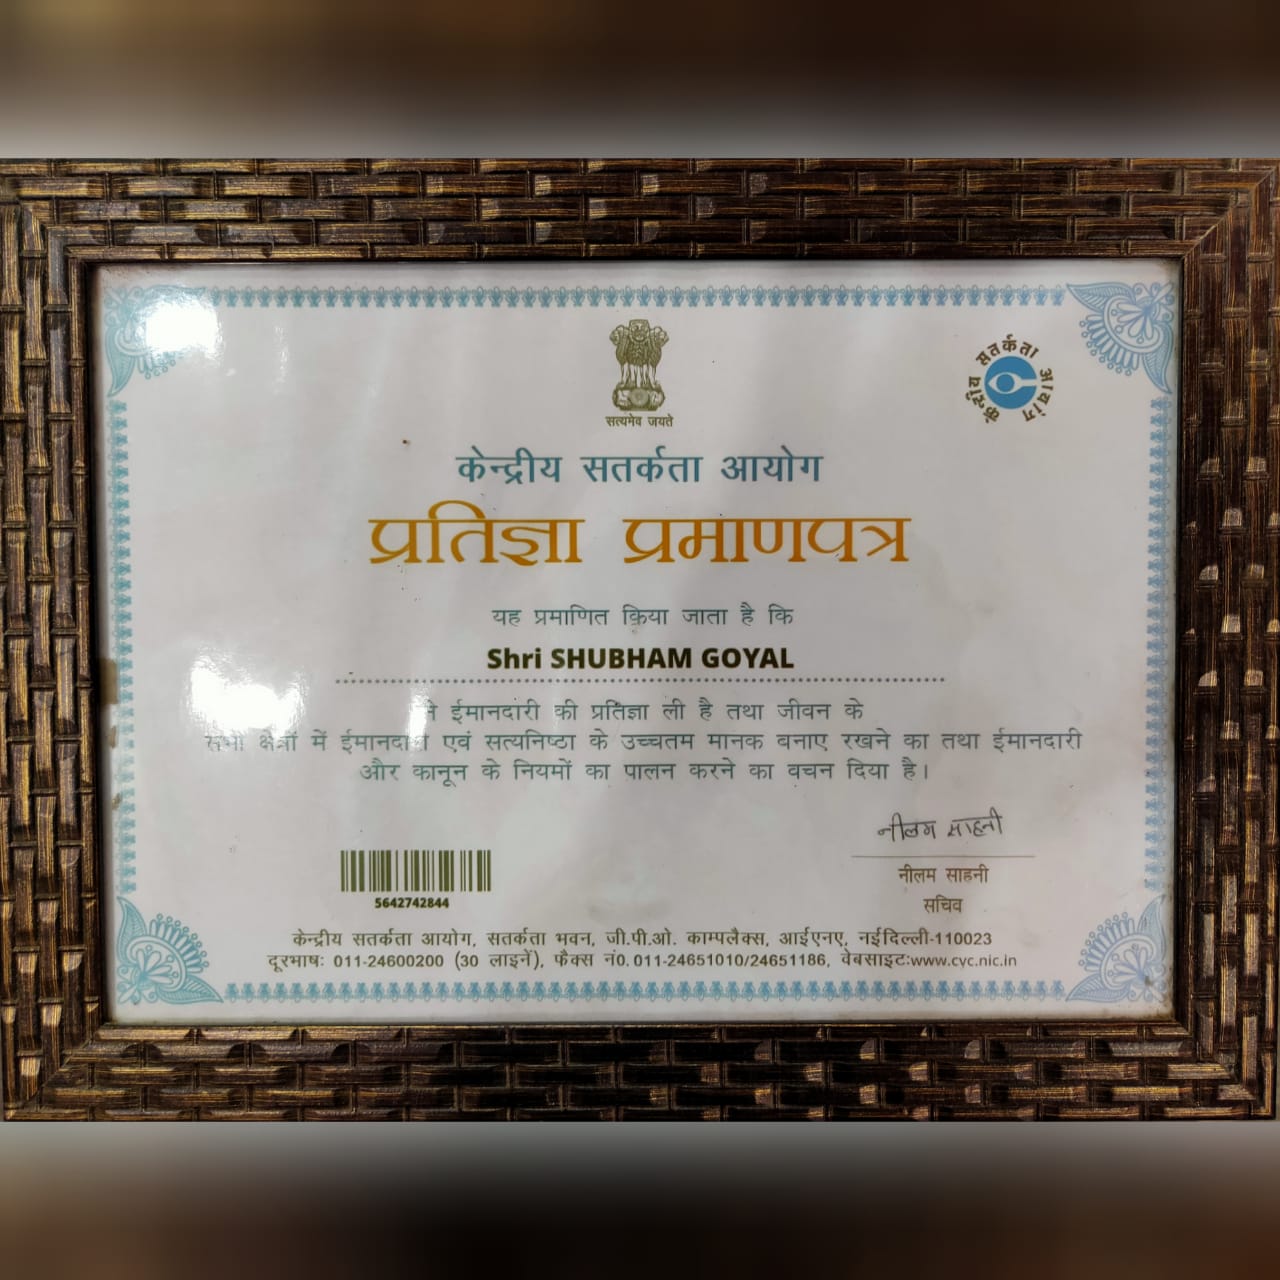 सत्यमेव जयते
केन्द्रीय सतर्कता आयोग
केन्द्रीय सतर्कता आयोग
प्रतिज्ञा प्रमाणपत्र
यह प्रमाणित किया जाता है कि
Shri SHUBHAM GOYAL
ने ईमानदारी की प्रतिज्ञा ली है तथा जीवन के
सभी क्षेत्रों में ईमानदारी एवं सत्यनिष्ठा के उच्चतम मानक बनाए रखने का तथा ईमानदारी
और कानून के नियमों का पालन करने का वचन दिया है।
नीलम साहनी
नीलम साहनी
सचिव
5642742844
केन्द्रीय सतर्कता आयोग, सतर्कता भवन, जी.पी.ओ. काम्पलैक्स, आईएनए, नईदिल्ली-110023
दूरभाषः 011-24600200 (30 लाइनें), फैक्स नं0. 011-24651010/24651186, वेबसाइटःwww.cvc.nic.in